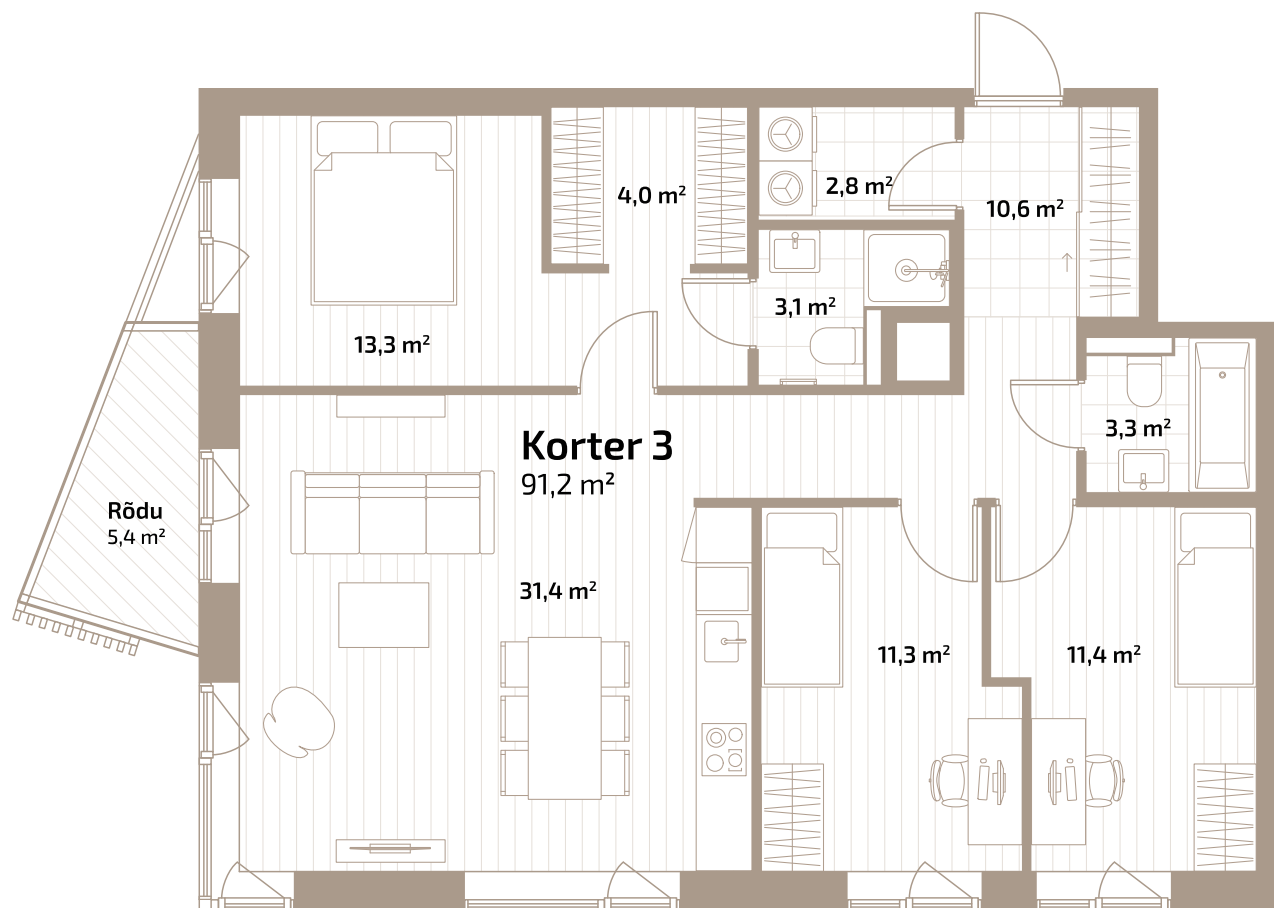 4,0 m²
2,8 m²
10,6 m²
3,1 m²
13,3 m²
3,3 m²
Korter 3
91,2 m²
Rõdu
5,4 m²
31,4 m²
11,3 m²
11,4 m²